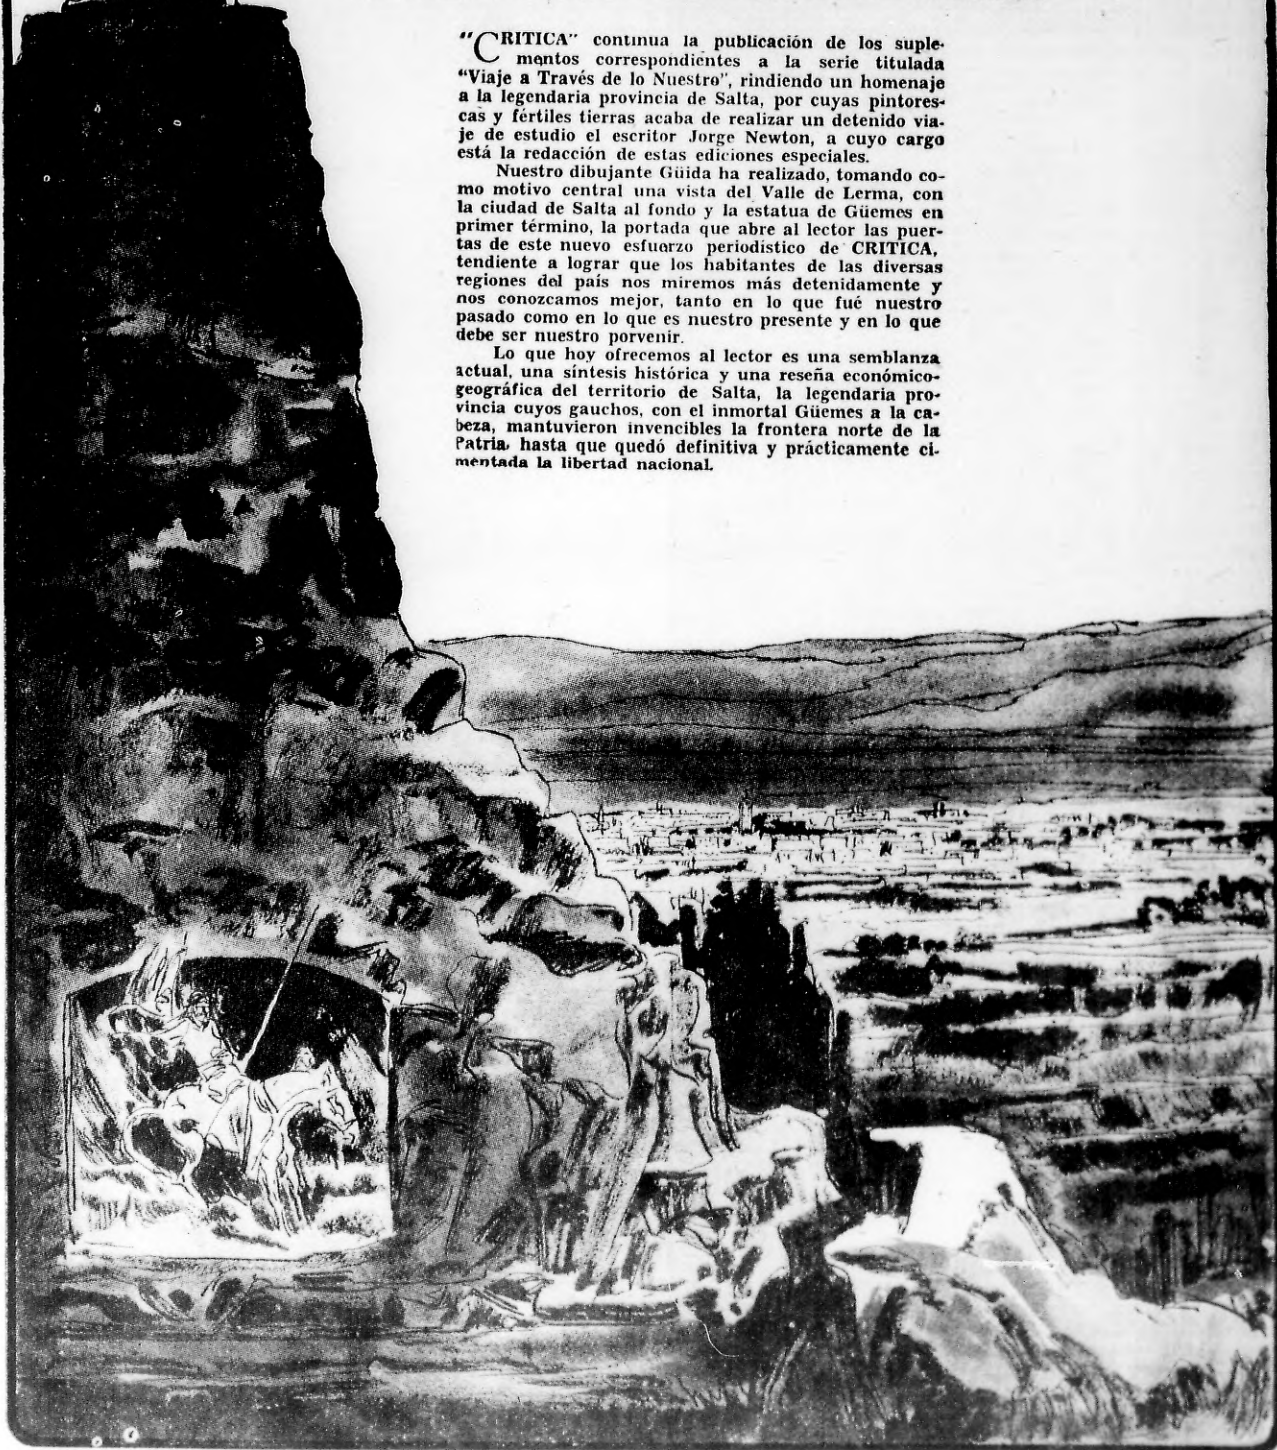 "CRITICA" continua la publicación de los suple-
mentos correspondientes a la serie titulada
"Viaje a Través de lo Nuestro", rindiendo un homenaje
a la legendaria provincia de Salta, por cuyas pintores-
cas y fértiles tierras acaba de realizar un detenido via-
je de estudio el escritor Jorge Newton, a cuyo cargo
está la redacción de estas ediciones especiales.
Nuestro dibujante Güida ha realizado, tomando co-
mo motivo central una vista del Valle de Lerma, con
la ciudad de Salta al fondo y la estatua de Güemes en
primer término, la portada que abre al lector las puer-
tas de este nuevo esfuerzo periodístico de CRITICA,
tendiente a lograr que los habitantes de las diversas
regiones del país nos miremos más detenidamente y
nos conozcamos mejor, tanto en lo que fué nuestro
pasado como en lo que es nuestro presente y en lo que
debe ser nuestro porvenir.
Lo que hoy ofrecemos al lector es una semblanza
actual, una síntesis histórica y una reseña económico-
geográfica del territorio de Salta, la legendaria pro-
vincia cuyos gauchos, con el inmortal Güemes a la ca-
beza, mantuvieron invencibles la frontera norte de la
Patria, hasta que quedó definitiva y prácticamente ci-
mentada la libertad nacional.